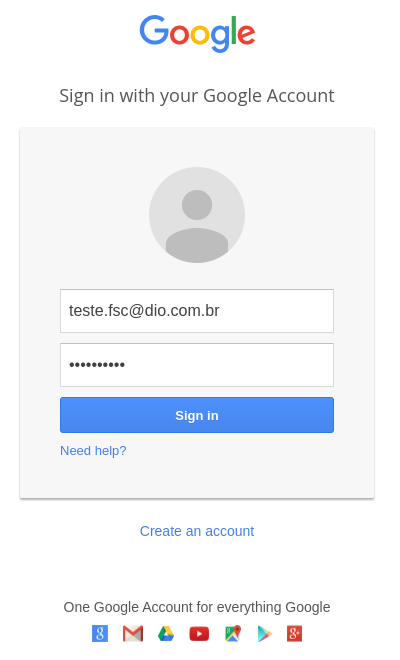 Google
Sign in with your Google Account
teste.fsc@dio.com.br
••••••••••
Sign in
Need help?
Create an account
One Google Account for everything Google